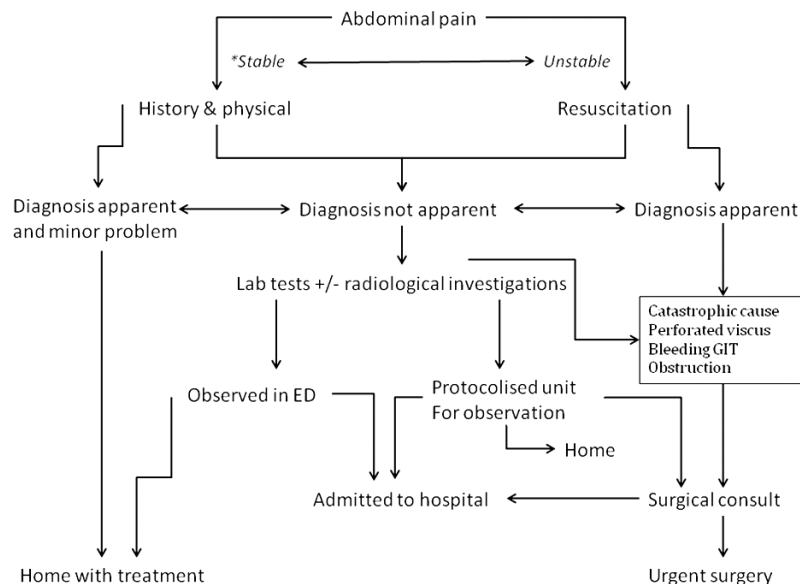 Abdominal pain
*Stable
Unstable
History & physical
Resuscitation
Diagnosis apparent
and minor problem
Diagnosis not apparent
Diagnosis apparent
Lab tests +/- radiological investigations
Catastrophic cause
Perforated viscus
Bleeding GIT
Obstruction
Observed in ED
Protocolised unit
For observation
Home
Admitted to hospital
Surgical consult
Home with treatment
Urgent surgery